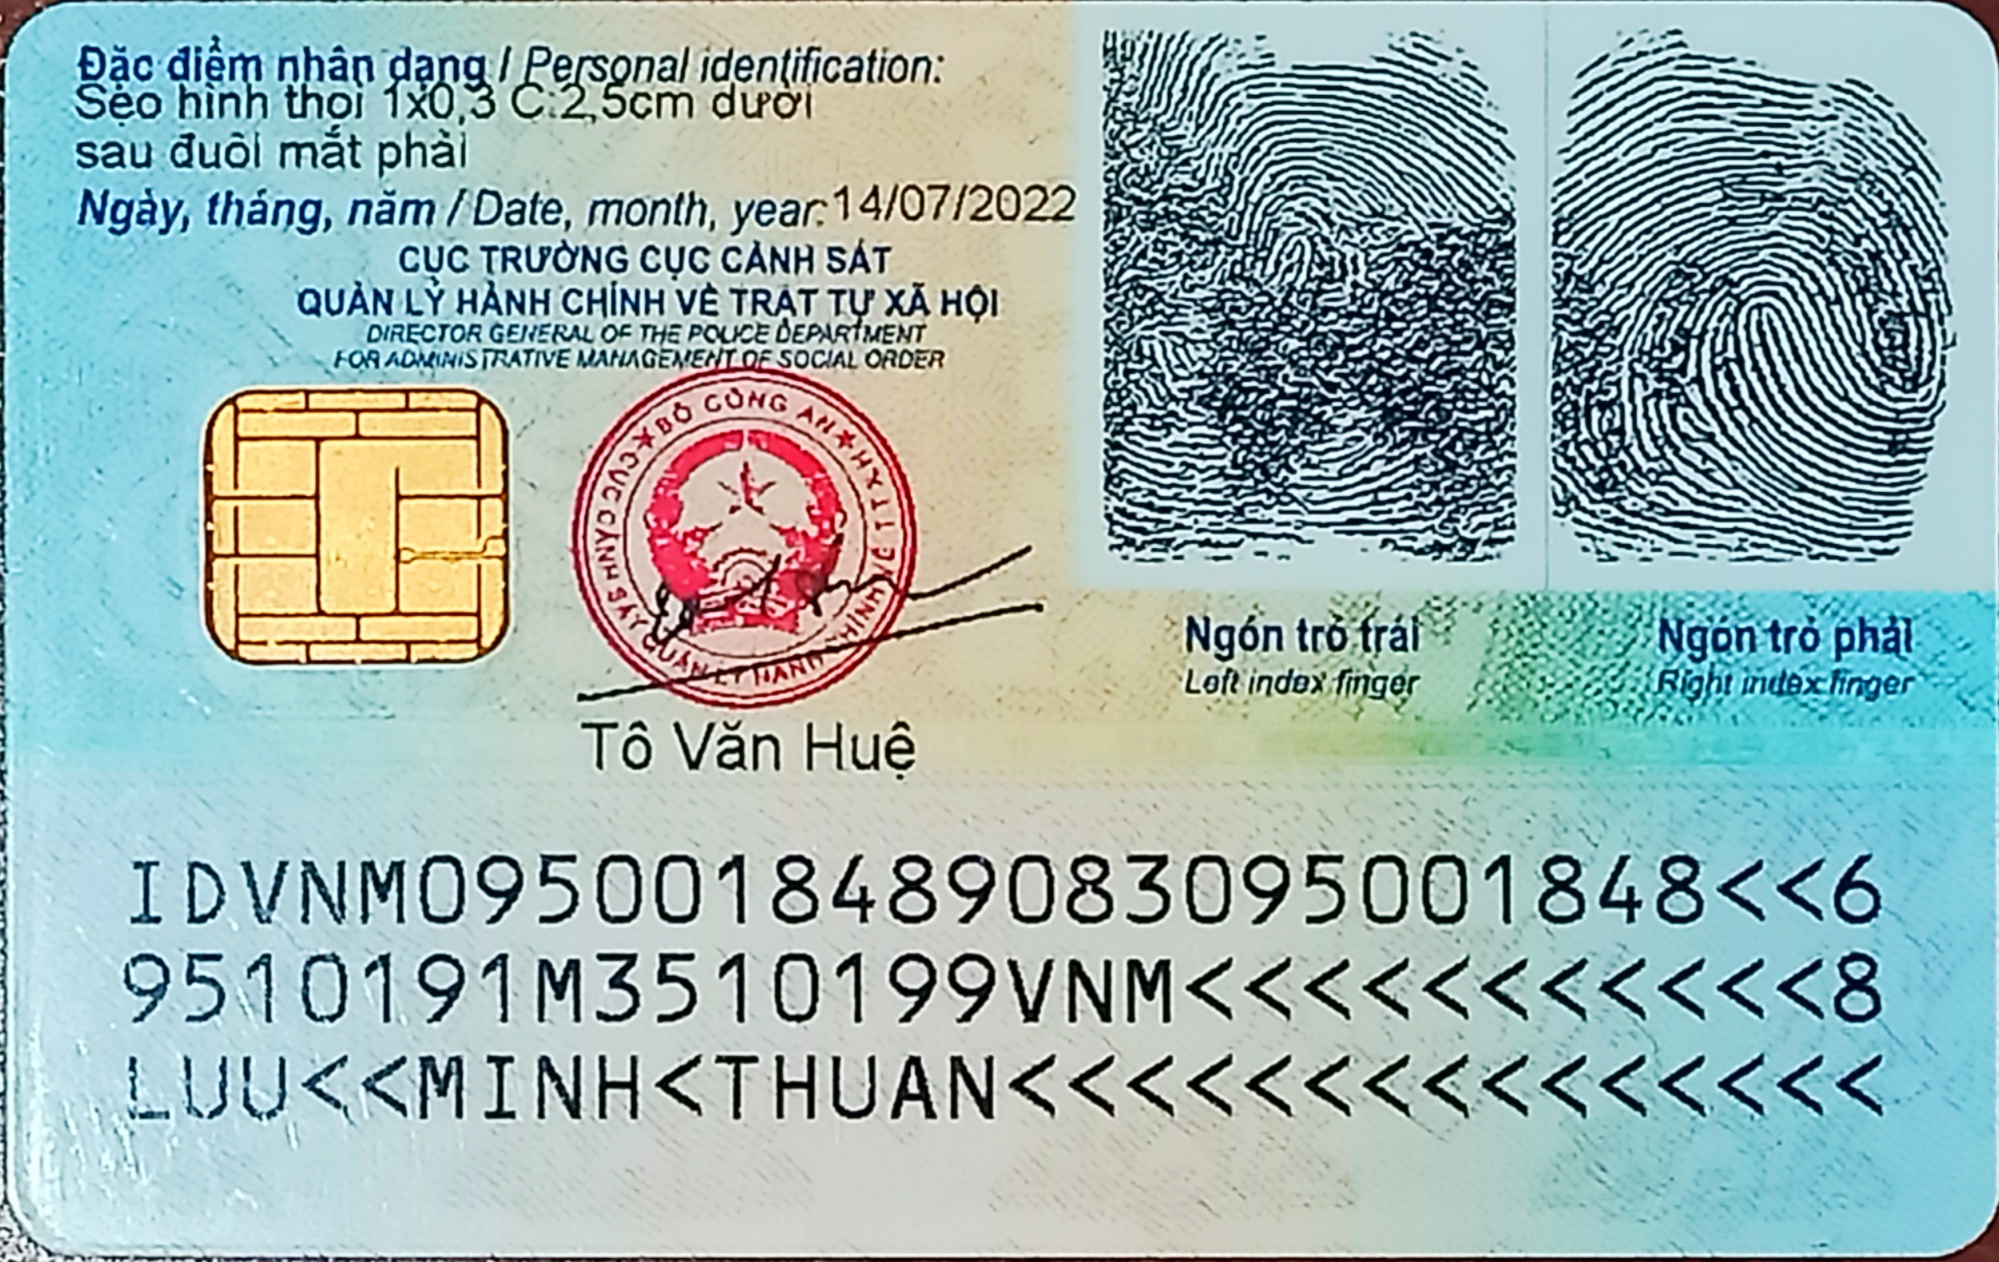 Đặc điểm nhân dạng / Personal identification:
Sẹo hình thoi 1x0,3 C:2,5cm dưới
sau đuôi mắt phải
Ngày, tháng, năm / Date, month, year: 14/07/2022
CỤC TRƯỞNG CỤC CẢNH SÁT
QUẢN LÝ HÀNH CHÍNH VỀ TRẬT TỰ XÃ HỘI
DIRECTOR GENERAL OF THE POLICE DEPARTMENT
FOR ADMINISTRATIVE MANAGEMENT OF SOCIAL ORDER
★ BỘ CÔNG AN ★
CỤC CẢNH SÁT QUẢN LÝ HÀNH CHÍNH VỀ TTXH
Tô Văn Huệ
Ngón trỏ trái
Left index finger
Ngón trỏ phải
Right index finger
IDVNM0950018489083095001848<<6
9510191M3510199VNM<<<<<<<<<<<8
LUU<<MINH<THUAN<<<<<<<<<<<<<<<